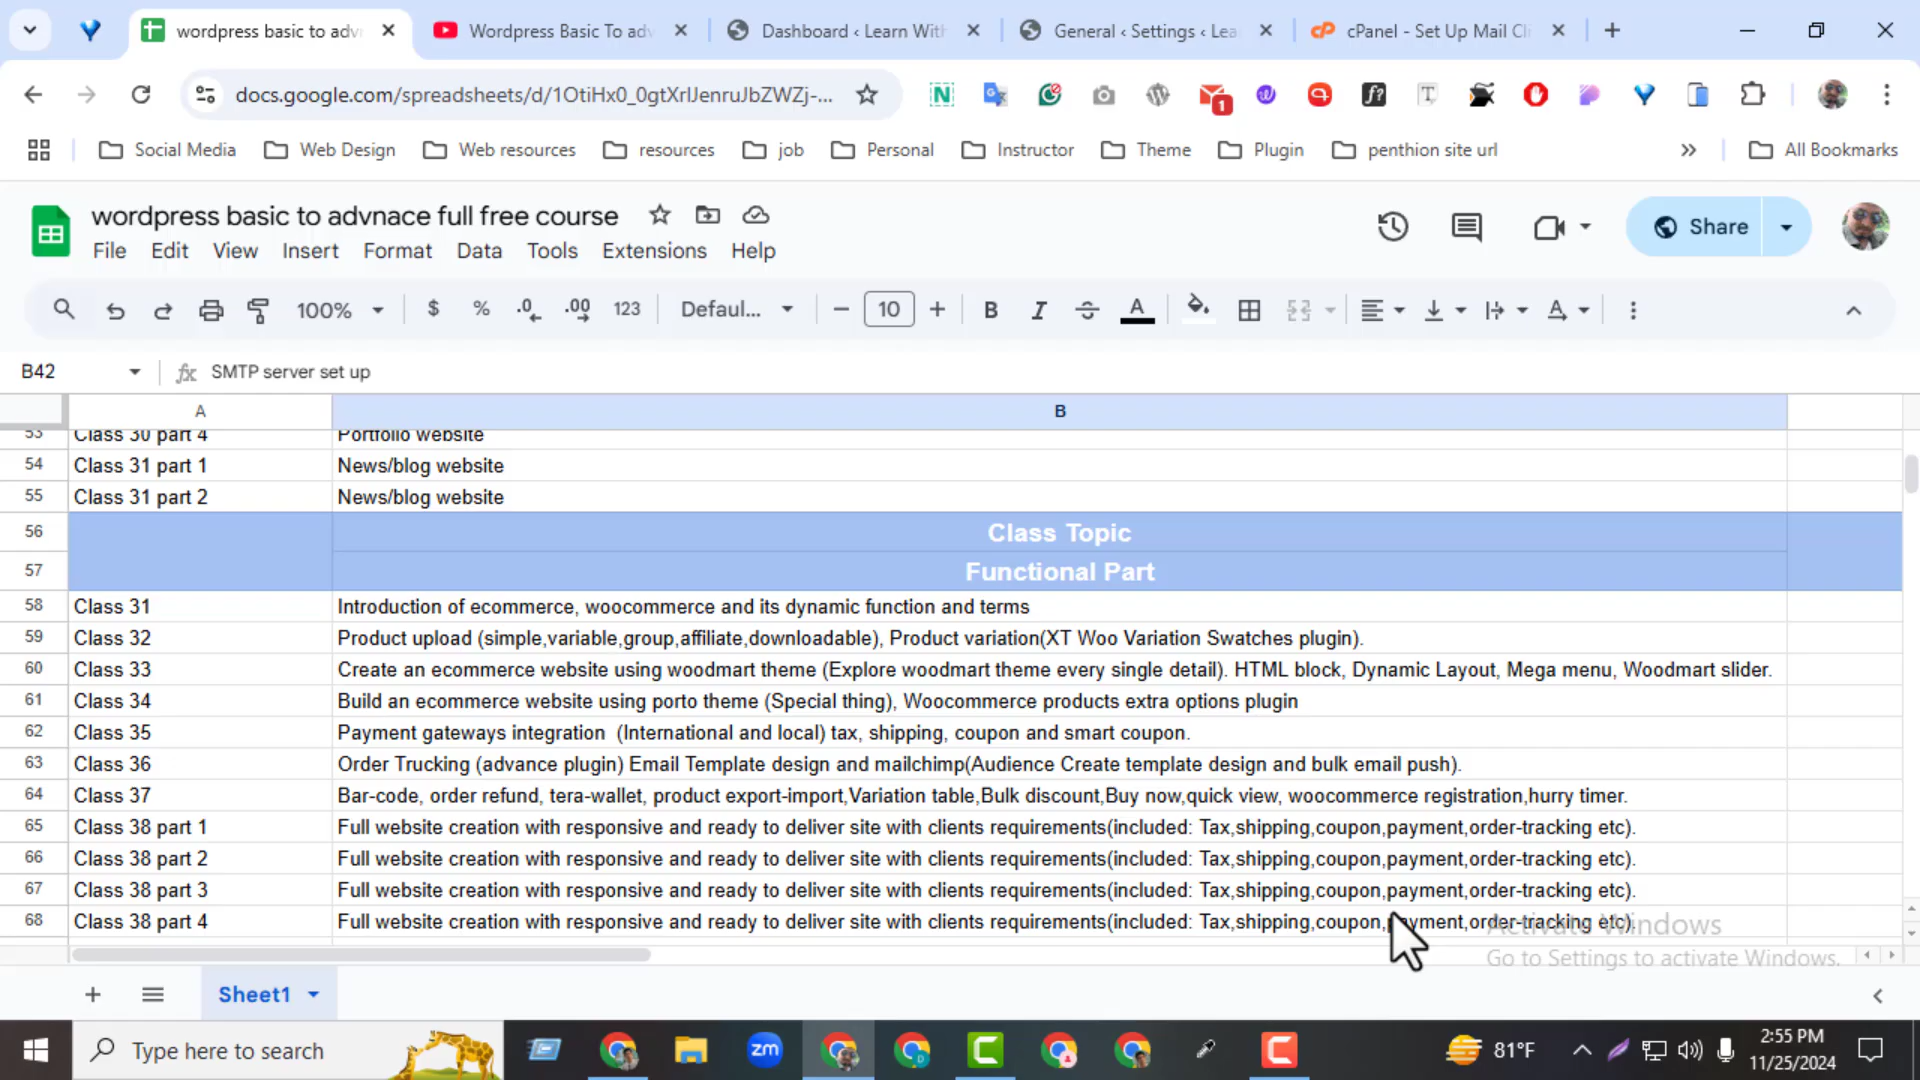 wordpress basic to adv
Wordpress Basic To adv
Dashboard ‹ Learn With
General ‹ Settings ‹ Lea
cPanel - Set Up Mail Cli
docs.google.com/spreadsheets/d/1OtiHx0_0gtXrIJenruJbZWZj-...
1
Social Media
Web Design
Web resources
resources
job
Personal
Instructor
Theme
Plugin
penthion site url
All Bookmarks
wordpress basic to advnace full free course
File Edit View Insert Format Data Tools Extensions Help
Share
100% $ % .0 .00 123 Defaul... 10 B I A
B42 fx SMTP server set up
A B
53 Class 30 part 4 Portfolio website
54 Class 31 part 1 News/blog website
55 Class 31 part 2 News/blog website
56 Class Topic
57 Functional Part
58 Class 31 Introduction of ecommerce, woocommerce and its dynamic function and terms
59 Class 32 Product upload (simple,variable,group,affiliate,downloadable), Product variation(XT Woo Variation Swatches plugin).
60 Class 33 Create an ecommerce website using woodmart theme (Explore woodmart theme every single detail). HTML block, Dynamic Layout, Mega menu, Woodmart slider.
61 Class 34 Build an ecommerce website using porto theme (Special thing), Woocommerce products extra options plugin
62 Class 35 Payment gateways integration (International and local) tax, shipping, coupon and smart coupon.
63 Class 36 Order Trucking (advance plugin) Email Template design and mailchimp(Audience Create template design and bulk email push).
64 Class 37 Bar-code, order refund, tera-wallet, product export-import,Variation table,Bulk discount,Buy now,quick view, woocommerce registration,hurry timer.
65 Class 38 part 1 Full website creation with responsive and ready to deliver site with clients requirements(included: Tax,shipping,coupon,payment,order-tracking etc).
66 Class 38 part 2 Full website creation with responsive and ready to deliver site with clients requirements(included: Tax,shipping,coupon,payment,order-tracking etc).
67 Class 38 part 3 Full website creation with responsive and ready to deliver site with clients requirements(included: Tax,shipping,coupon,payment,order-tracking etc).
68 Class 38 part 4 Full website creation with responsive and ready to deliver site with clients requirements(included: Tax,shipping,coupon,payment,order-tracking etc).
Activate Windows
Go to Settings to activate Windows.
Sheet1
Type here to search
zm
81°F
2:55 PM
11/25/2024